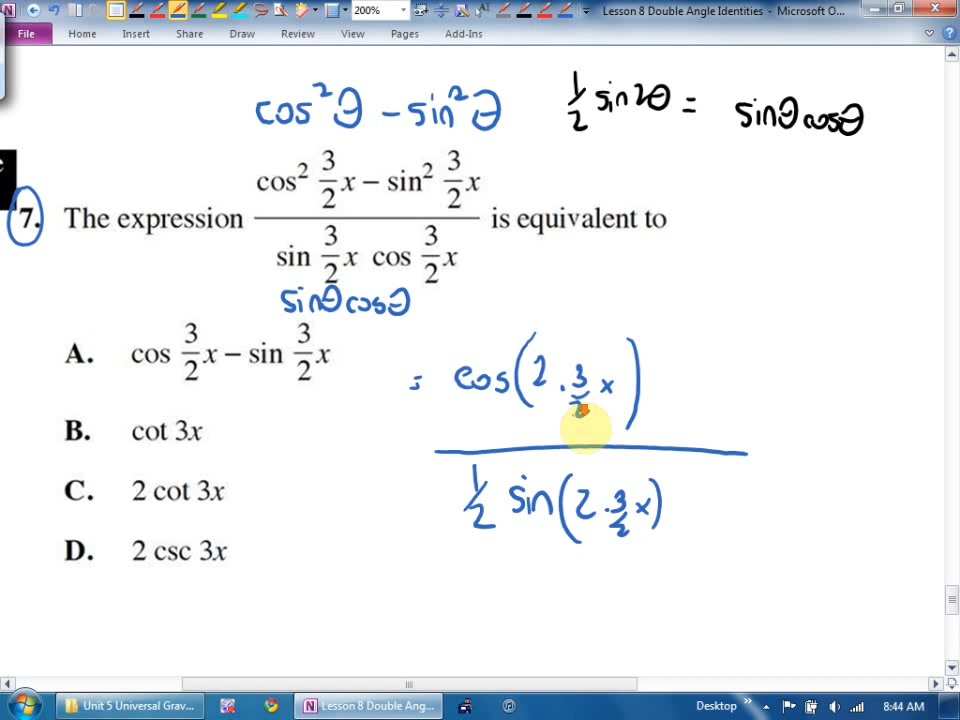 200%
Lesson 8 Double Angle Identities - Microsoft O...
File Home Insert Share Draw Review View Pages Add-Ins
cos²θ − sin²θ
1/2 sin2θ = sinθcosθ
7. The expression (cos² 3/2 x − sin² 3/2 x)/(sin 3/2 x cos 3/2 x) is equivalent to
sinθcosθ
A. cos 3/2 x − sin 3/2 x
= cos(2 · 3/2 x)
1/2 sin(2 · 3/2 x)
B. cot 3x
C. 2 cot 3x
D. 2 csc 3x
Unit 5 Universal Grav...
Lesson 8 Double Ang...
Desktop
8:44 AM